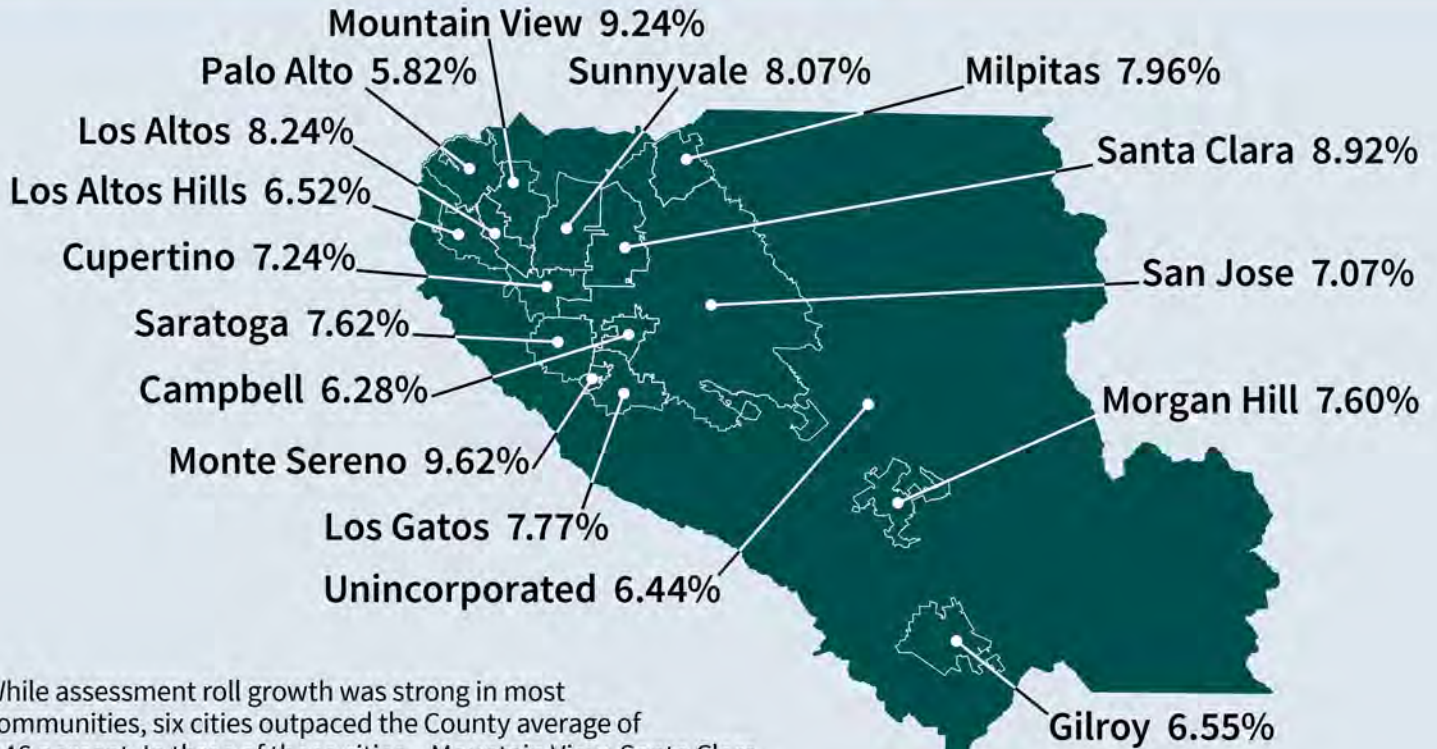 Mountain View 9.24%
Palo Alto 5.82%
Sunnyvale 8.07%
Milpitas 7.96%
Los Altos 8.24%
Santa Clara 8.92%
Los Altos Hills 6.52%
Cupertino 7.24%
San Jose 7.07%
Saratoga 7.62%
Campbell 6.28%
Morgan Hill 7.60%
Monte Sereno 9.62%
Los Gatos 7.77%
Unincorporated 6.44%
Gilroy 6.55%
While assessment roll growth was strong in most
communities, six cities outpaced the County average of